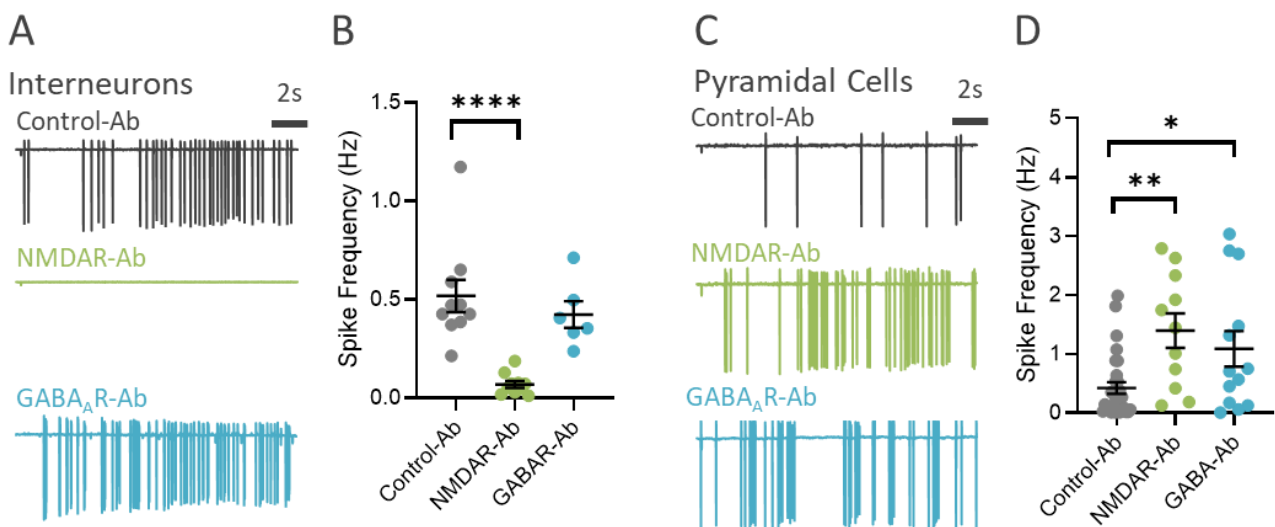 A
Interneurons
2s
Control-Ab
NMDAR-Ab
GABA_AR-Ab
B
****
Spike Frequency (Hz)
1.5
1.0
0.5
0.0
Control-Ab
NMDAR-Ab
GABAR-Ab
C
Pyramidal Cells
2s
Control-Ab
NMDAR-Ab
GABA_AR-Ab
D
*
**
Spike Frequency (Hz)
5
4
3
2
1
0
Control-Ab
NMDAR-Ab
GABA-Ab